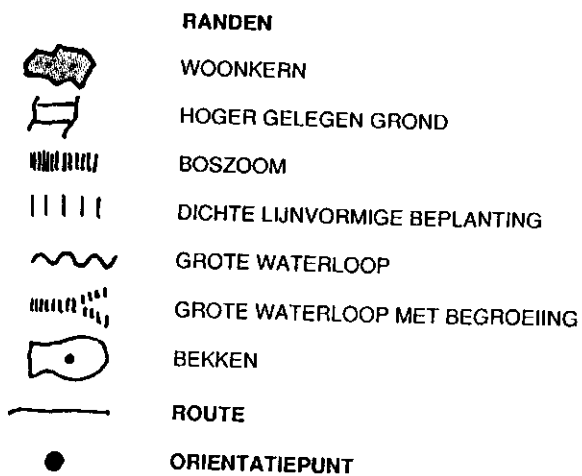 RANDEN
WOONKERN
HOGER GELEGEN GROND
BOSZOOM
DICHTE LIJNVORMIGE BEPLANTING
GROTE WATERLOOP
GROTE WATERLOOP MET BEGROEIING
BEKKEN
ROUTE
ORIENTATIEPUNT